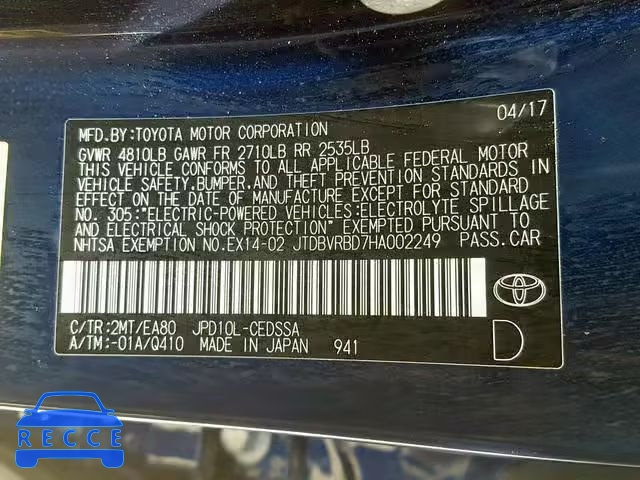 04/17
MFD.BY:TOYOTA MOTOR CORPORATION
GVWR 4810LB GAWR FR 2710LB RR 2535LB
THIS VEHICLE CONFORMS TO ALL APPLICABLE FEDERAL MOTOR
VEHICLE SAFETY,BUMPER,AND THEFT PREVENTION STANDARDS IN
EFFECT ON THE DATE OF MANUFACTURE EXCEPT FOR STANDARD
NO. 305:"ELECTRIC-POWERED VEHICLES:ELECTROLYTE SPILLAGE
AND ELECTRICAL SHOCK PROTECTION" EXEMPTED PURSUANT TO
NHTSA EXEMPTION NO.EX14-02 JTDBVRBD7HA002249 PASS.CAR
C/TR:2MT/EA80 JPD10L-CEDSSA
A/TM:-01A/Q410 MADE IN JAPAN 941
D
RECCE